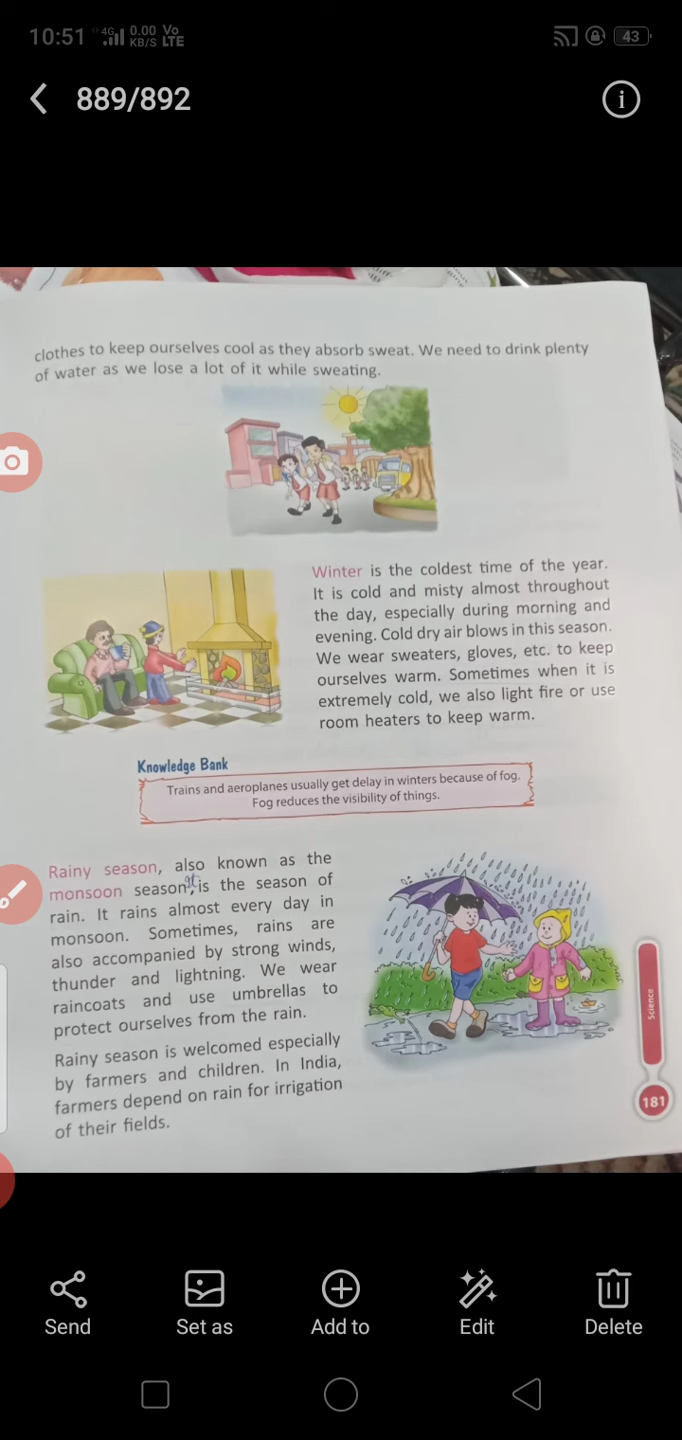 10:51 4G 0.00 KB/S Vo LTE 43
889/892
clothes to keep ourselves cool as they absorb sweat. We need to drink plenty
of water as we lose a lot of it while sweating.
Winter is the coldest time of the year.
It is cold and misty almost throughout
the day, especially during morning and
evening. Cold dry air blows in this season.
We wear sweaters, gloves, etc. to keep
ourselves warm. Sometimes when it is
extremely cold, we also light fire or use
room heaters to keep warm.
Knowledge Bank
Trains and aeroplanes usually get delay in winters because of fog.
Fog reduces the visibility of things.
Rainy season, also known as the
monsoon season, is the season of
rain. It rains almost every day in
monsoon. Sometimes, rains are
also accompanied by strong winds,
thunder and lightning. We wear
raincoats and use umbrellas to
protect ourselves from the rain.
Rainy season is welcomed especially
by farmers and children. In India,
farmers depend on rain for irrigation
of their fields.
Science
181
Send Set as Add to Edit Delete